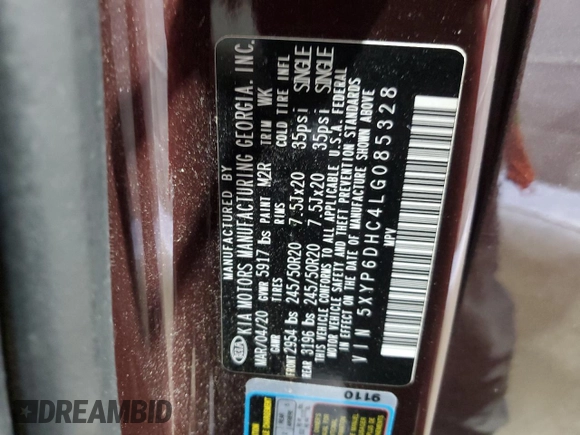 MANUFACTURED BY
KIA MOTORS MANUFACTURING GEORGIA. INC.
MAR/04/20 GVWR 5917 lbs PAINT M2R TRIM WK
GAWR TIRES RIMS COLD TIRE INFL
FRONT 2954 lbs 245/50R20 7.5Jx20 35psi SINGLE
REAR 3196 lbs 245/50R20 7.5Jx20 35psi SINGLE
THIS VEHICLE CONFORMS TO ALL APPLICABLE U.S.A. FEDERAL
MOTOR VEHICLE SAFETY AND THEFT PREVENTION STANDARDS
IN EFFECT ON THE DATE OF MANUFACTURE SHOWN ABOVE
VIN 5XYP6DHC4LG085328
MPV
9110
DREAMBID